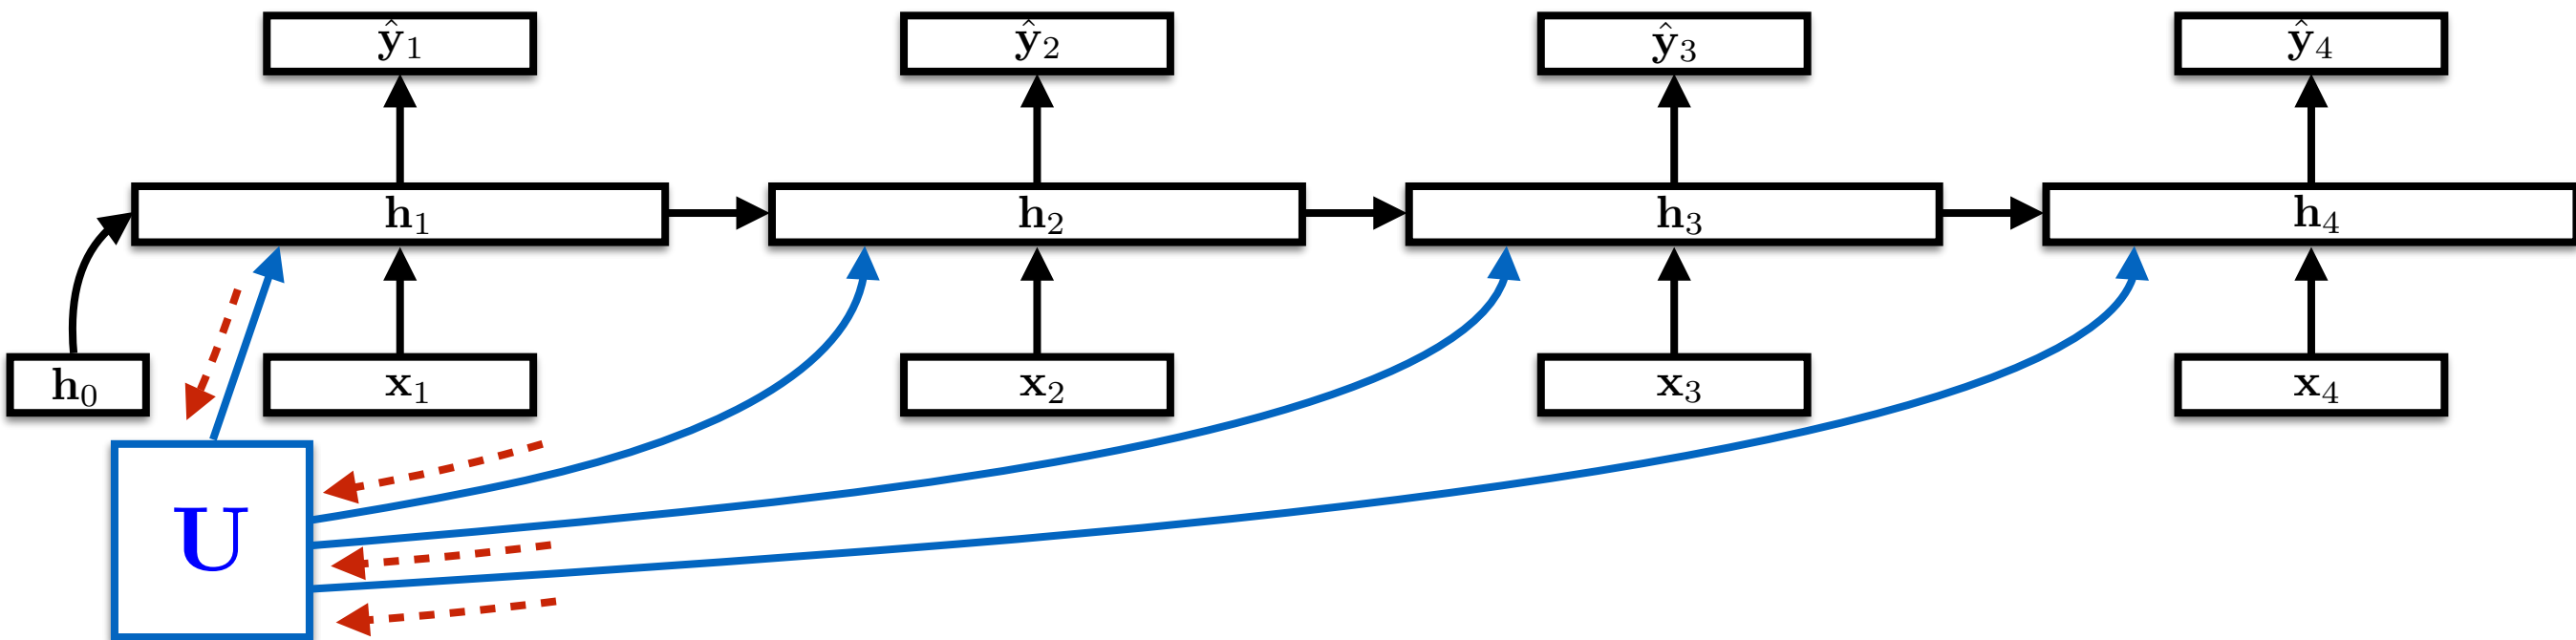 ŷ₁ ŷ₂ ŷ₃ ŷ₄
h₁ h₂ h₃ h₄
h₀ x₁ x₂ x₃ x₄
U